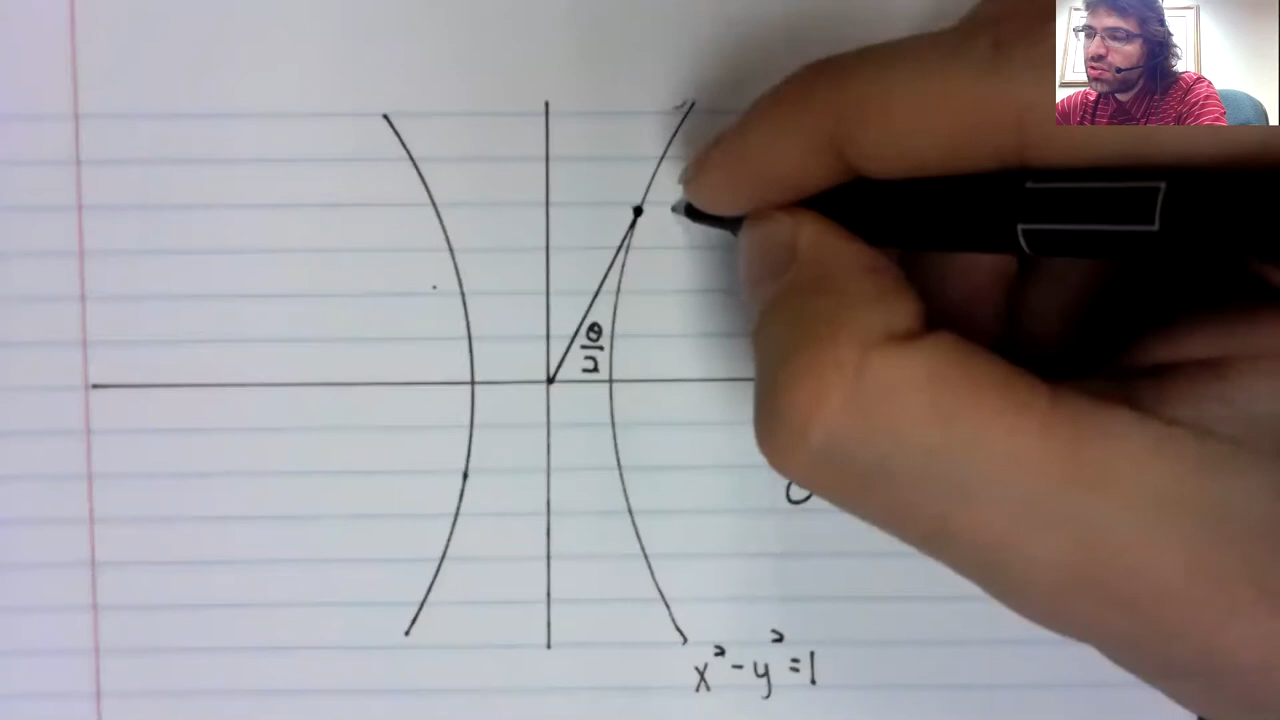 θ
2
x² - y² = 1